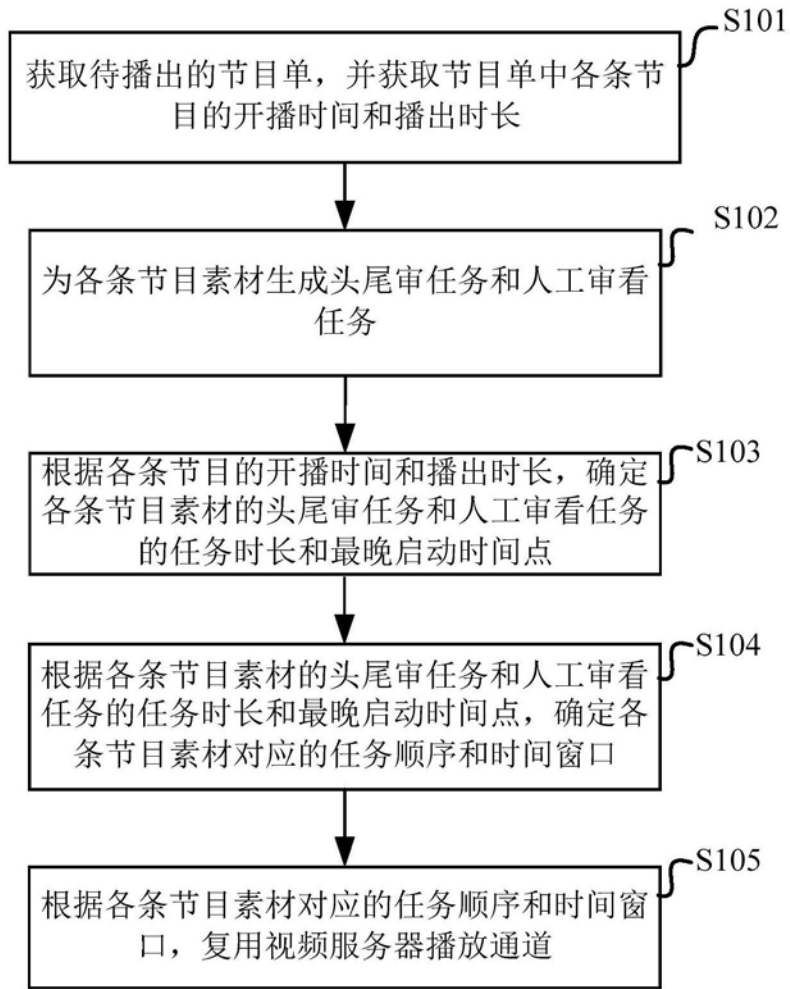 S101
获取待播出的节目单，并获取节目单中各条节
目的开播时间和播出时长
S102
为各条节目素材生成头尾审任务和人工审看
任务
S103
根据各条节目的开播时间和播出时长，确定
各条节目素材的头尾审任务和人工审看任务
的任务时长和最晚启动时间点
S104
根据各条节目素材的头尾审任务和人工审看
任务的任务时长和最晚启动时间点，确定各
条节目素材对应的任务顺序和时间窗口
S105
根据各条节目素材对应的任务顺序和时间窗
口，复用视频服务器播放通道